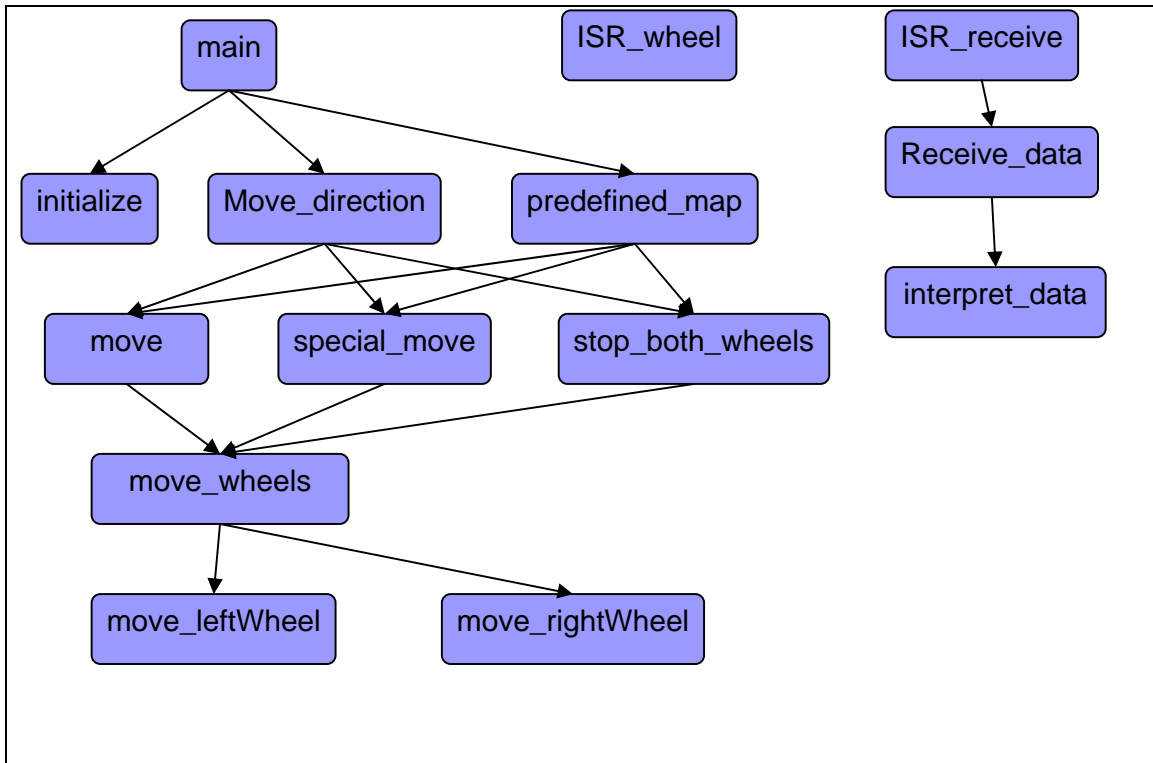 main
ISR_wheel
ISR_receive
Receive_data
initialize
Move_direction
predefined_map
interpret_data
move
special_move
stop_both_wheels
move_wheels
move_leftWheel
move_rightWheel